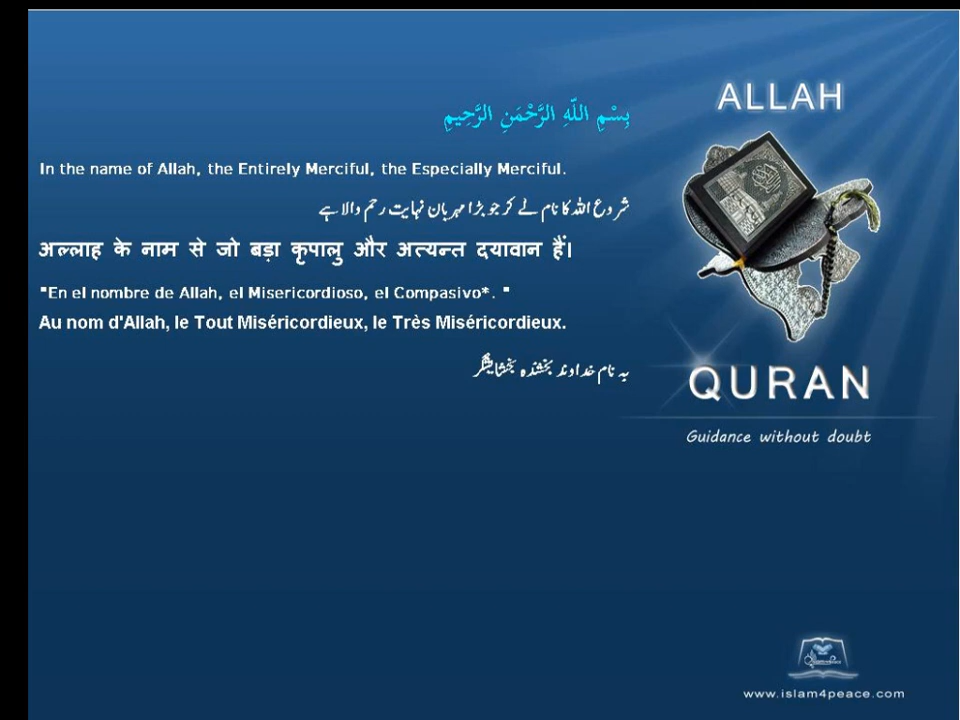 بِسْمِ اللّهِ الرَّحْمَنِ الرَّحِيمِ
In the name of Allah, the Entirely Merciful, the Especially Merciful.
شروع الله کا نام لے کر جو بڑا مہربان نہایت رحم والا ہے
अल्लाह के नाम से जो बड़ा कृपालु और अत्यन्त दयावान हैं।
"En el nombre de Allah, el Misericordioso, el Compasivo*. "
Au nom d'Allah, le Tout Miséricordieux, le Très Miséricordieux.
به نام خداوند بخشنده بخشایشگر
ALLAH
QURAN
Guidance without doubt
www.islam4peace.com